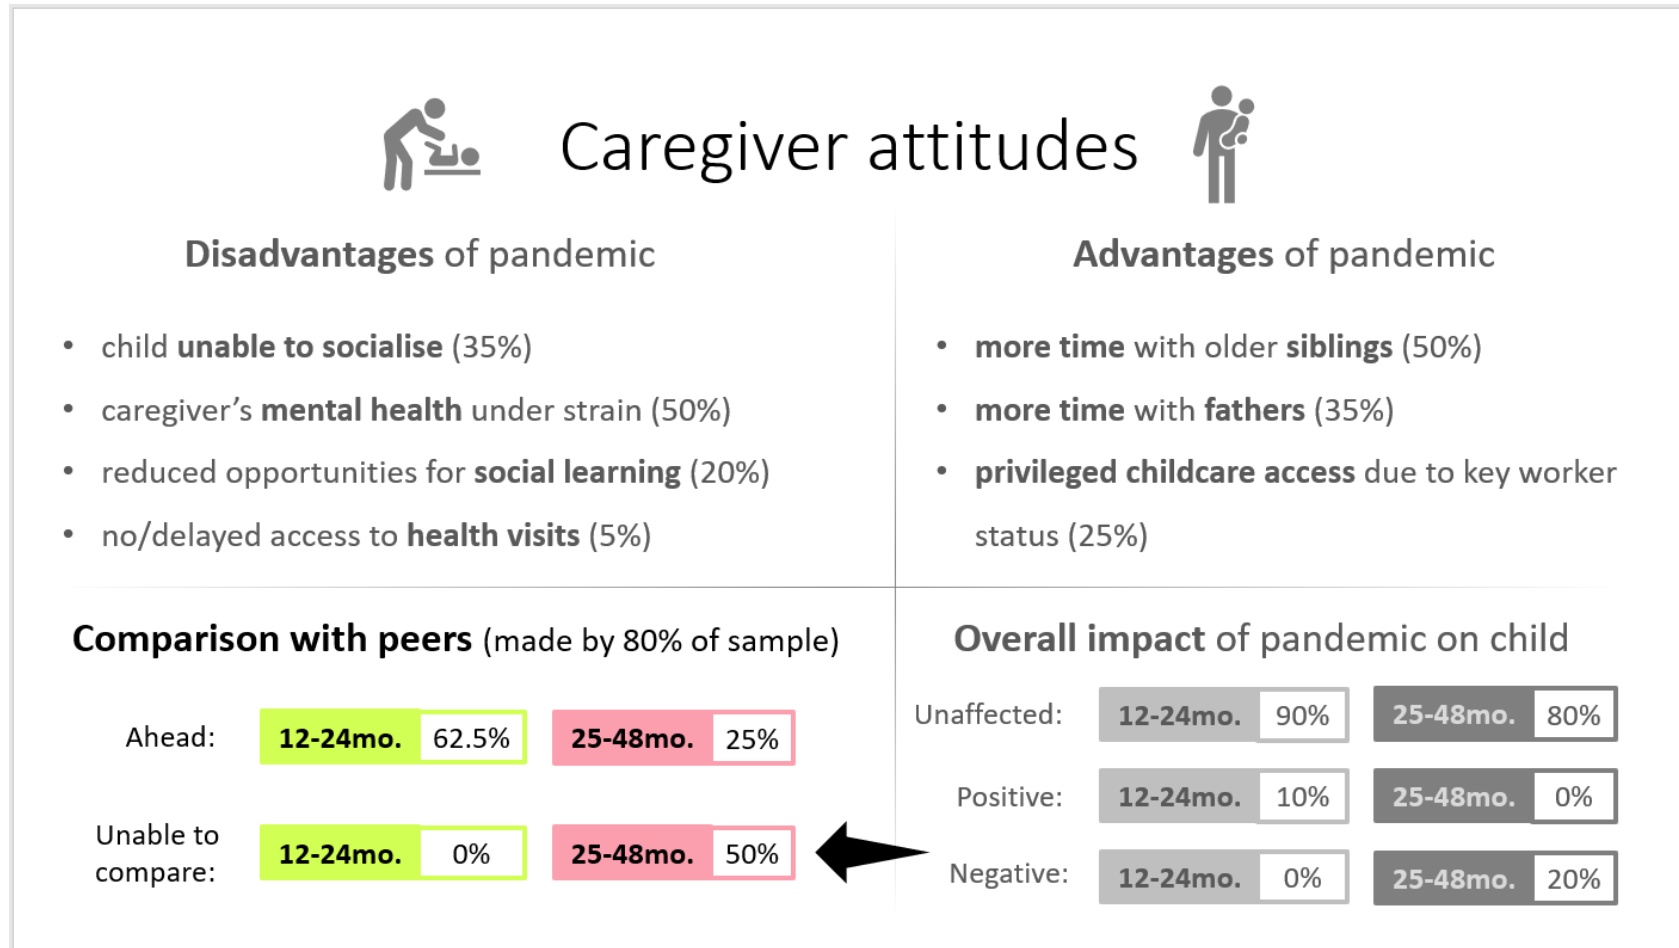 Caregiver attitudes
Disadvantages of pandemic
• child unable to socialise (35%)
• caregiver’s mental health under strain (50%)
• reduced opportunities for social learning (20%)
• no/delayed access to health visits (5%)
Advantages of pandemic
• more time with older siblings (50%)
• more time with fathers (35%)
• privileged childcare access due to key worker
status (25%)
Comparison with peers (made by 80% of sample)
Ahead: 12-24mo. 62.5% 25-48mo. 25%
Unable to
compare: 12-24mo. 0% 25-48mo. 50%
Overall impact of pandemic on child
Unaffected: 12-24mo. 90% 25-48mo. 80%
Positive: 12-24mo. 10% 25-48mo. 0%
Negative: 12-24mo. 0% 25-48mo. 20%